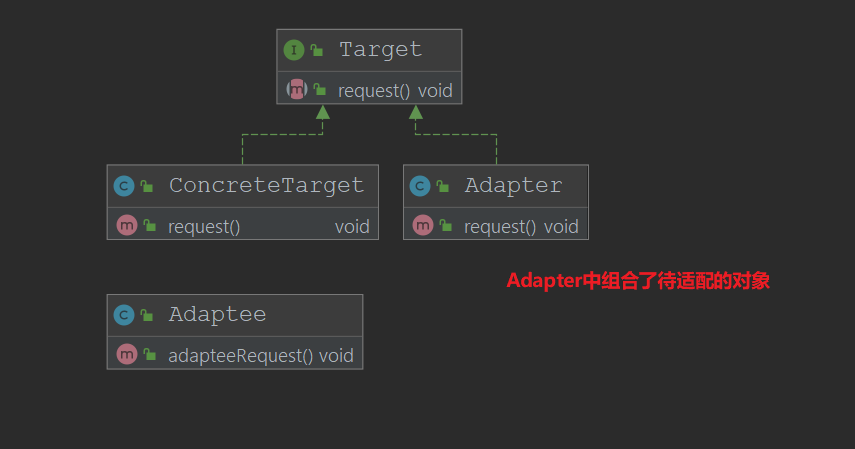 I Target
m request() void
C ConcreteTarget
m request() void
C Adapter
m request() void
Adapter中组合了待适配的对象
C Adaptee
m adapteeRequest() void